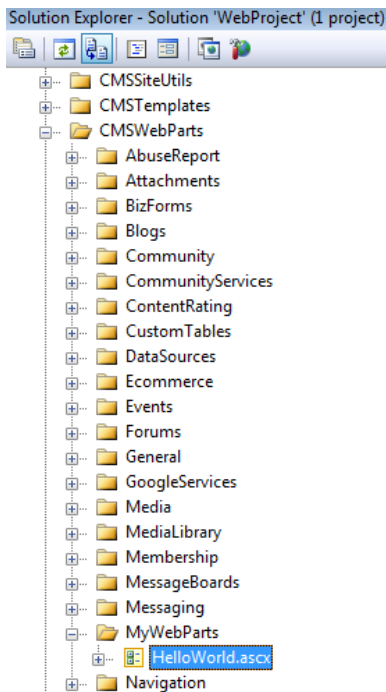 Solution Explorer - Solution 'WebProject' (1 project)
CMSSiteUtils
CMSTemplates
CMSWebParts
AbuseReport
Attachments
BizForms
Blogs
Community
CommunityServices
ContentRating
CustomTables
DataSources
Ecommerce
Events
Forums
General
GoogleServices
Media
MediaLibrary
Membership
MessageBoards
Messaging
MyWebParts
HelloWorld.ascx
Navigation